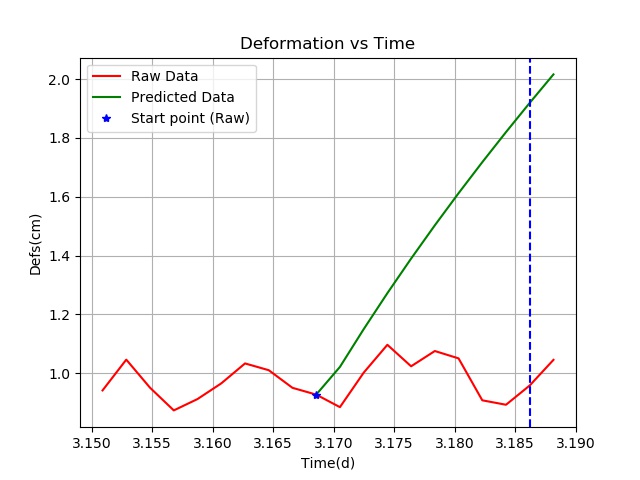 Deformation vs Time
Raw Data
Predicted Data
Start point (Raw)
2.0
1.8
1.6
1.4
1.2
1.0
Defs(cm)
3.150 3.155 3.160 3.165 3.170 3.175 3.180 3.185 3.190
Time(d)